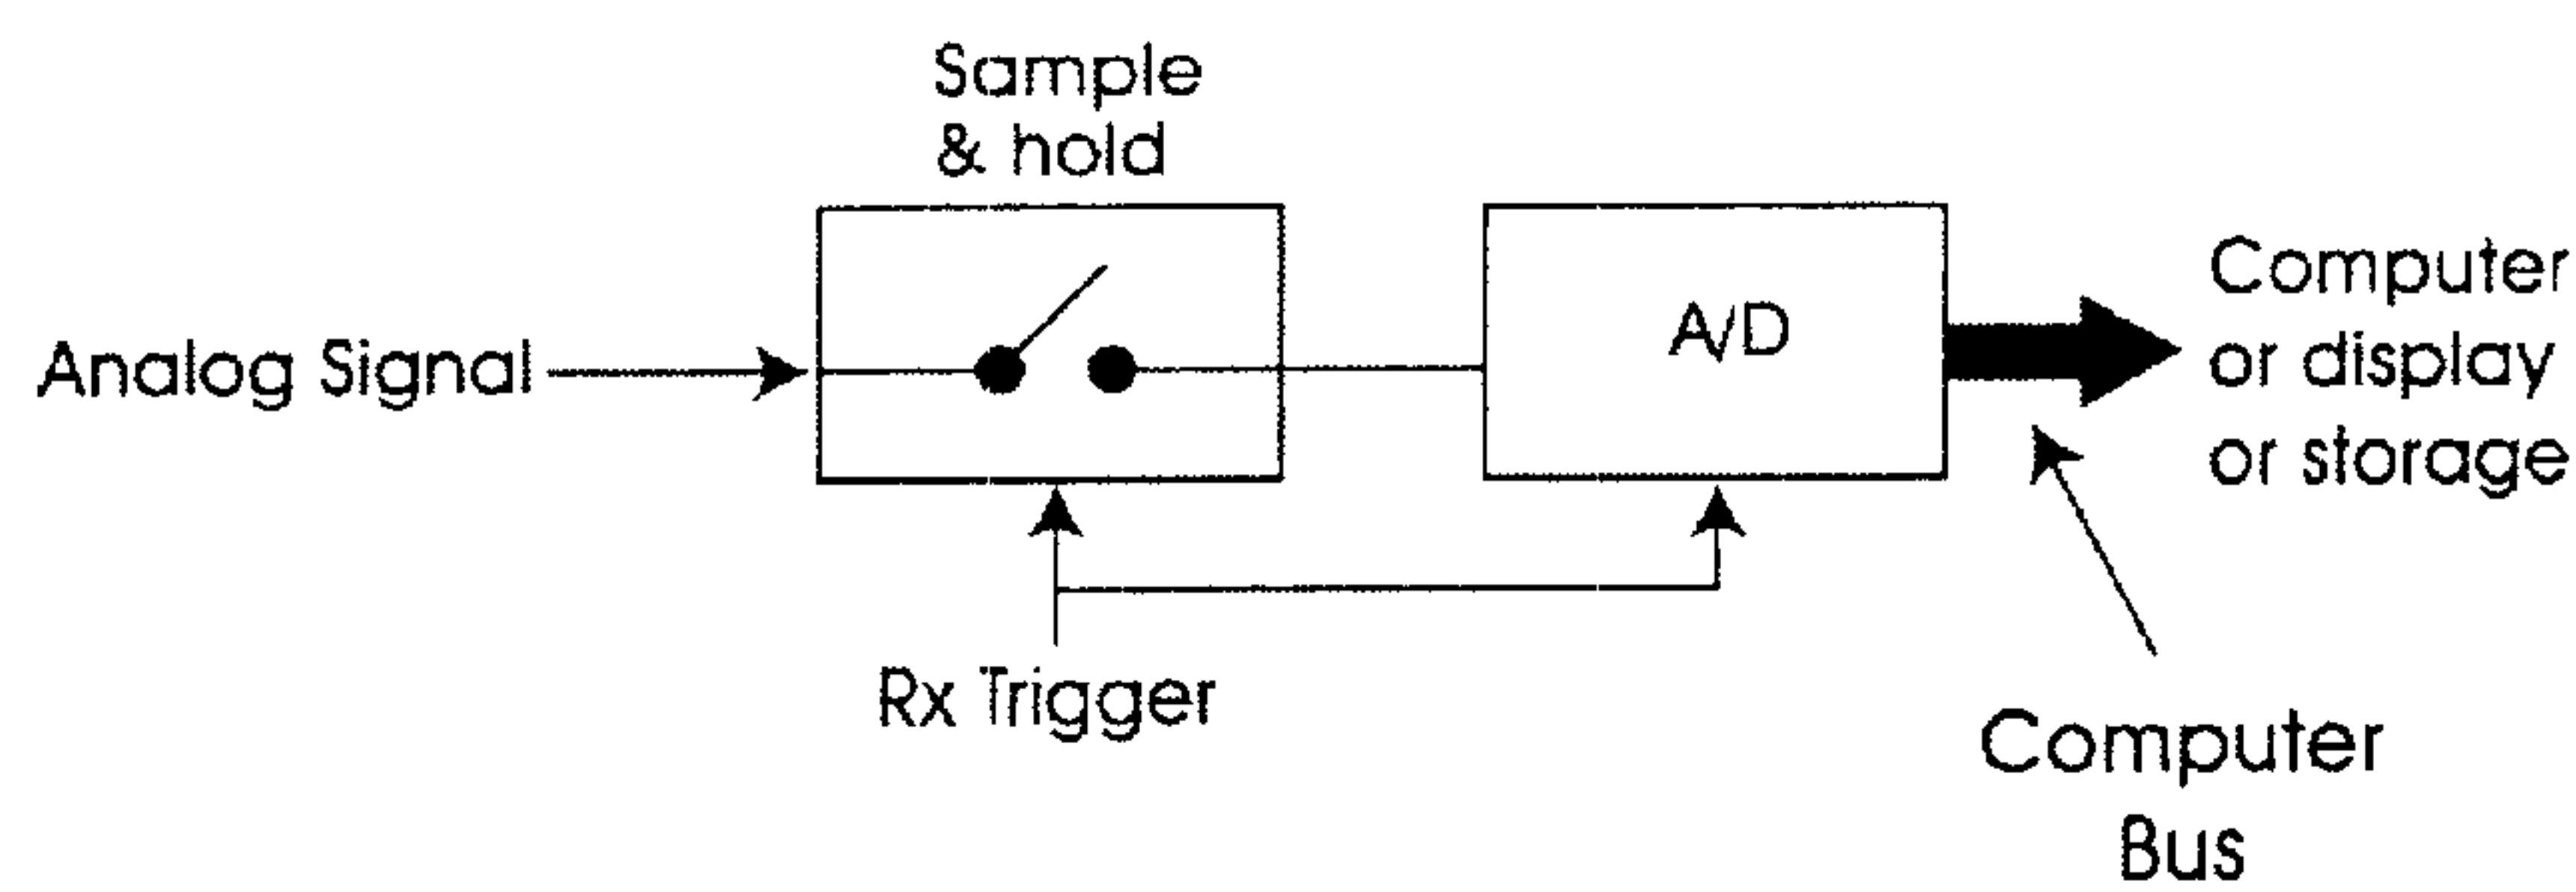 Sample
& hold
Analog Signal
A/D
Computer
or display
or storage
Rx Trigger
Computer
Bus